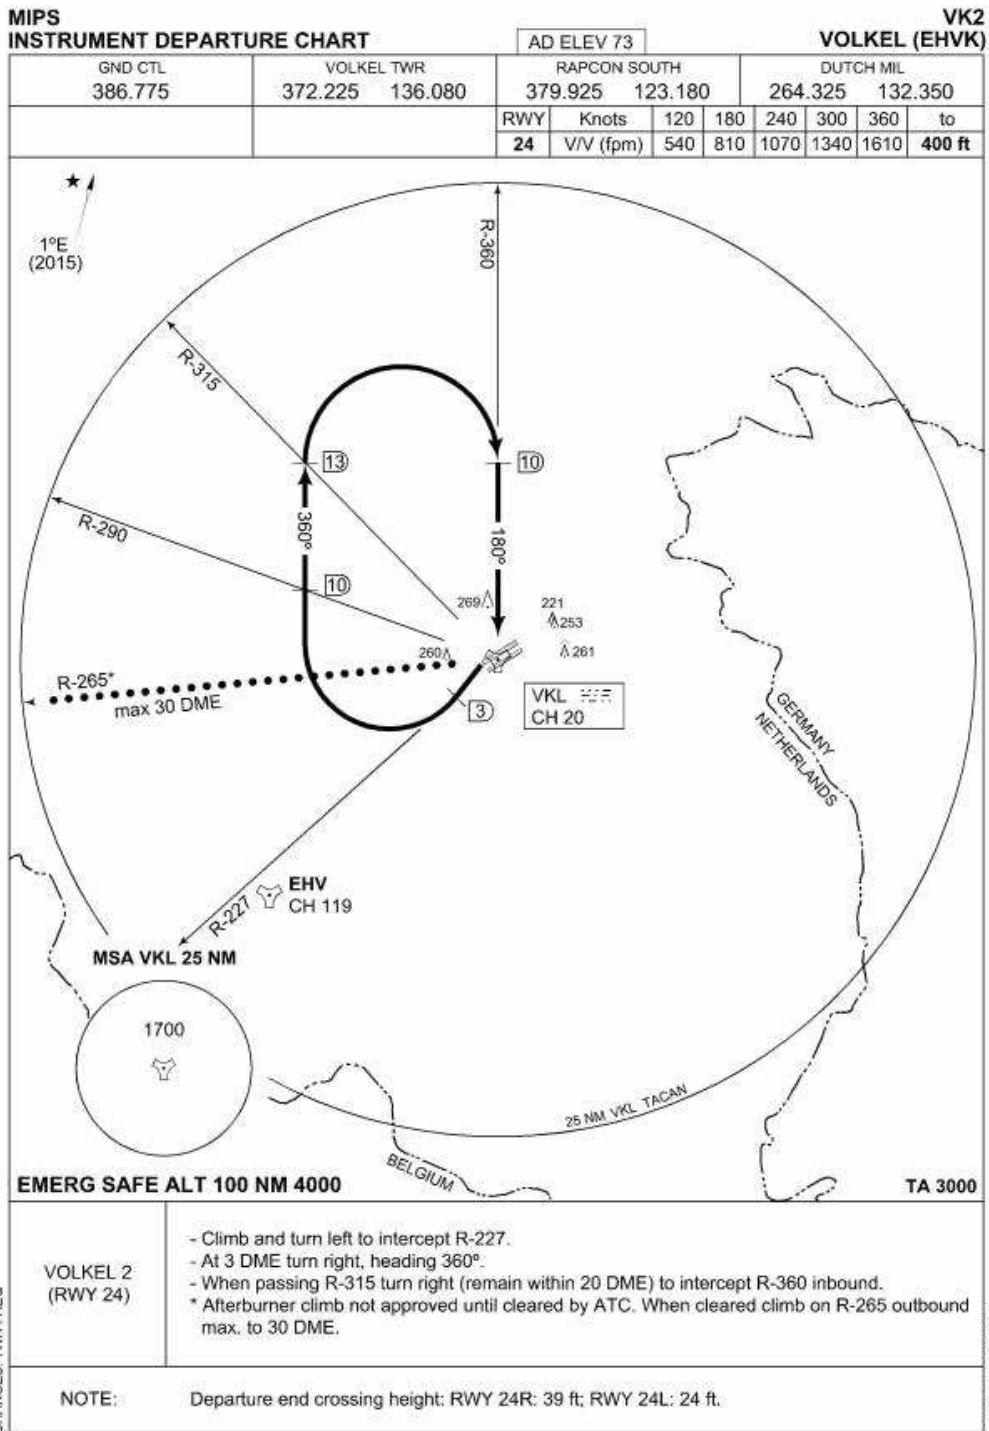 MIPS
INSTRUMENT DEPARTURE CHART
AD ELEV 73
VK2
VOLKEL (EHVK)
GND CTL
386.775
VOLKEL TWR
372.225 136.080
RAPCON SOUTH
379.925 123.180
DUTCH MIL
264.325 132.350
RWY Knots 120 180 240 300 360 to
24 V/V (fpm) 540 810 1070 1340 1610 400 ft
1ºE
(2015)
R-360
R-315
13
10
R-290
360º
180º
10
269
221
253
260
261
R-265*
max 30 DME
3
VKL
CH 20
GERMANY
NETHERLANDS
EHV
CH 119
R-227
MSA VKL 25 NM
1700
25 NM VKL TACAN
BELGIUM
EMERG SAFE ALT 100 NM 4000
TA 3000
VOLKEL 2
(RWY 24)
- Climb and turn left to intercept R-227.
- At 3 DME turn right, heading 360º.
- When passing R-315 turn right (remain within 20 DME) to intercept R-360 inbound.
* Afterburner climb not approved until cleared by ATC. When cleared climb on R-265 outbound
max. to 30 DME.
NOTE: Departure end crossing height: RWY 24R: 39 ft; RWY 24L: 24 ft.